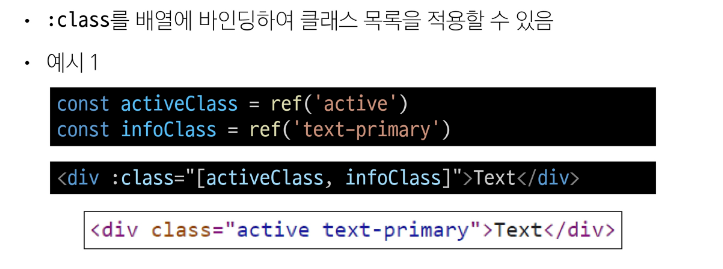 • :class를 배열에 바인딩하여 클래스 목록을 적용할 수 있음
• 예시 1
const activeClass = ref('active')
const infoClass = ref('text-primary')
<div :class="[activeClass, infoClass]">Text</div>
<div class="active text-primary">Text</div>